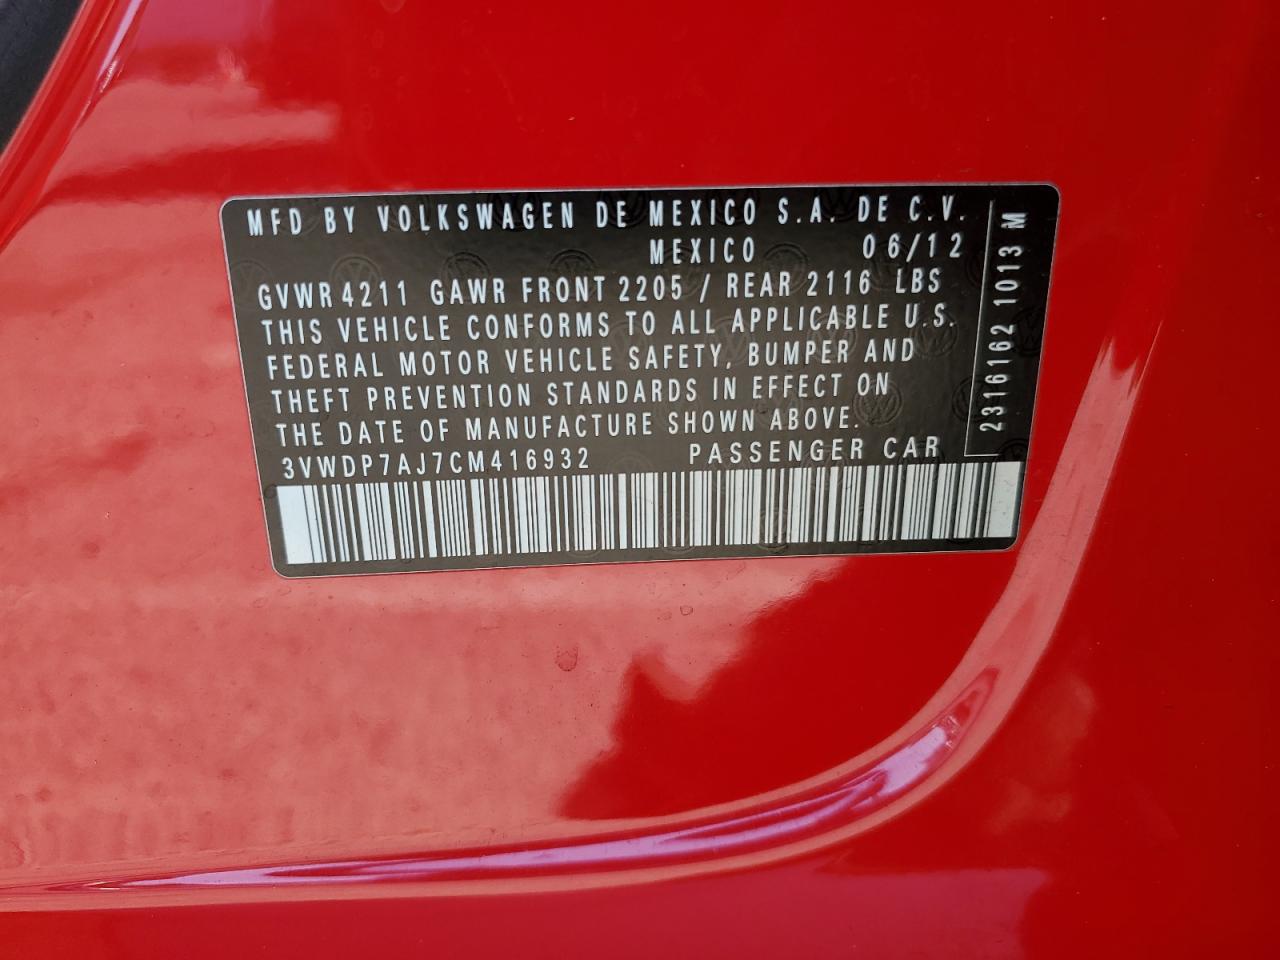 MFD BY VOLKSWAGEN DE MEXICO S.A. DE C.V.
MEXICO 06/12
GVWR 4211 GAWR FRONT 2205 / REAR 2116 LBS
THIS VEHICLE CONFORMS TO ALL APPLICABLE U.S.
FEDERAL MOTOR VEHICLE SAFETY, BUMPER AND
THEFT PREVENTION STANDARDS IN EFFECT ON
THE DATE OF MANUFACTURE SHOWN ABOVE.
3VWDP7AJ7CM416932 PASSENGER CAR
2316162 1013 M